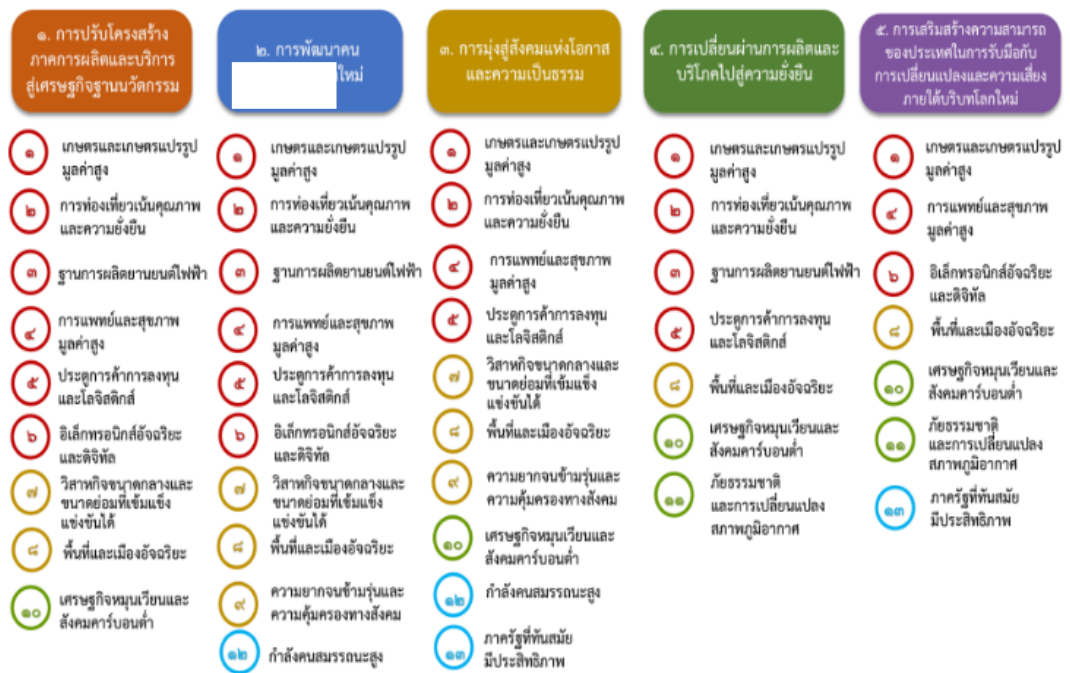 ๑. การปรับโครงสร้าง
ภาคการผลิตและบริการ
สู่เศรษฐกิจฐานนวัตกรรม
๑
เกษตรและเกษตรแปรรูป
มูลค่าสูง
๒
การท่องเที่ยวเน้นคุณภาพ
และความยั่งยืน
๓
ฐานการผลิตยานยนต์ไฟฟ้า
๔
การแพทย์และสุขภาพ
มูลค่าสูง
๕
ประตูการค้าการลงทุน
และโลจิสติกส์
๖
อิเล็กทรอนิกส์อัจฉริยะ
และดิจิทัล
๗
วิสาหกิจขนาดกลางและ
ขนาดย่อมที่เข้มแข็ง
แข่งขันได้
๘
พื้นที่และเมืองอัจฉริยะ
๑๐
เศรษฐกิจหมุนเวียนและ
สังคมคาร์บอนต่ำ
๒. การพัฒนาคน
ใหม่
๑
เกษตรและเกษตรแปรรูป
มูลค่าสูง
๒
การท่องเที่ยวเน้นคุณภาพ
และความยั่งยืน
๓
ฐานการผลิตยานยนต์ไฟฟ้า
๔
การแพทย์และสุขภาพ
มูลค่าสูง
๕
ประตูการค้าการลงทุน
และโลจิสติกส์
๖
อิเล็กทรอนิกส์อัจฉริยะ
และดิจิทัล
๗
วิสาหกิจขนาดกลางและ
ขนาดย่อมที่เข้มแข็ง
แข่งขันได้
๘
พื้นที่และเมืองอัจฉริยะ
๙
ความยากจนข้ามรุ่นและ
ความคุ้มครองทางสังคม
๑๒
กำลังคนสมรรถนะสูง
๓. การมุ่งสู่สังคมแห่งโอกาส
และความเป็นธรรม
๑
เกษตรและเกษตรแปรรูป
มูลค่าสูง
๒
การท่องเที่ยวเน้นคุณภาพ
และความยั่งยืน
๔
การแพทย์และสุขภาพ
มูลค่าสูง
๕
ประตูการค้าการลงทุน
และโลจิสติกส์
๗
วิสาหกิจขนาดกลางและ
ขนาดย่อมที่เข้มแข็ง
แข่งขันได้
๘
พื้นที่และเมืองอัจฉริยะ
๙
ความยากจนข้ามรุ่นและ
ความคุ้มครองทางสังคม
๑๐
เศรษฐกิจหมุนเวียนและ
สังคมคาร์บอนต่ำ
๑๒
กำลังคนสมรรถนะสูง
๑๓
ภาครัฐที่ทันสมัย
มีประสิทธิภาพ
๔. การเปลี่ยนผ่านการผลิตและ
บริโภคไปสู่ความยั่งยืน
๑
เกษตรและเกษตรแปรรูป
มูลค่าสูง
๒
การท่องเที่ยวเน้นคุณภาพ
และความยั่งยืน
๓
ฐานการผลิตยานยนต์ไฟฟ้า
๕
ประตูการค้าการลงทุน
และโลจิสติกส์
๘
พื้นที่และเมืองอัจฉริยะ
๑๐
เศรษฐกิจหมุนเวียนและ
สังคมคาร์บอนต่ำ
๑๑
ภัยธรรมชาติ
และการเปลี่ยนแปลง
สภาพภูมิอากาศ
๕. การเสริมสร้างความสามารถ
ของประเทศในการรับมือกับ
การเปลี่ยนแปลงและความเสี่ยง
ภายใต้บริบทโลกใหม่
๑
เกษตรและเกษตรแปรรูป
มูลค่าสูง
๔
การแพทย์และสุขภาพ
มูลค่าสูง
๖
อิเล็กทรอนิกส์อัจฉริยะ
และดิจิทัล
๘
พื้นที่และเมืองอัจฉริยะ
๑๐
เศรษฐกิจหมุนเวียนและ
สังคมคาร์บอนต่ำ
๑๑
ภัยธรรมชาติ
และการเปลี่ยนแปลง
สภาพภูมิอากาศ
๑๓
ภาครัฐที่ทันสมัย
มีประสิทธิภาพ